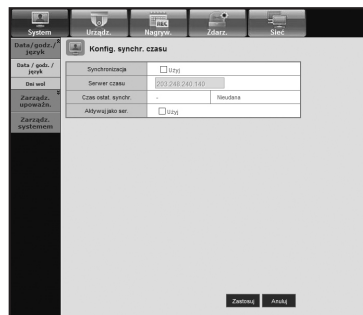 System Urządz. Nagryw. Zdarz. Sieć
Data/godz./
język
Data / godz. /
język
Dni wol
Zarządz.
upoważn.
Zarządz.
systemem
Konfig. synchr. czasu
Synchronizacja Użyj
Serwer czasu 203.248.240.140
Czas ostat. synchr. - Nieudana
Aktywuj jako ser. Użyj
Zastosuj Anuluj